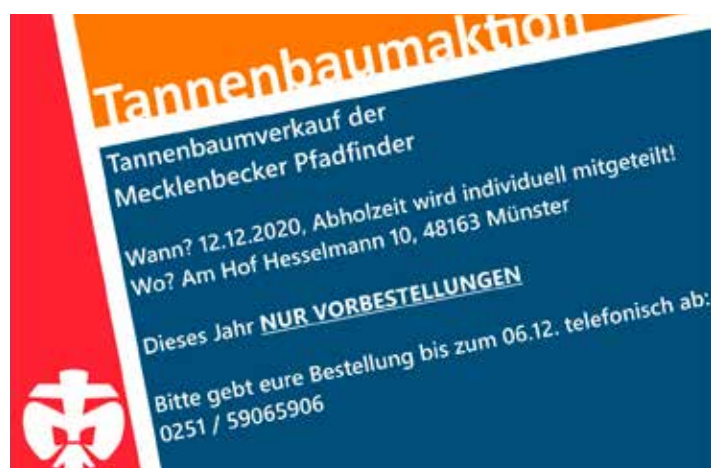 Tannenbaumaktion
Tannenbaumverkauf der
Mecklenbecker Pfadfinder
Wann? 12.12.2020, Abholzeit wird individuell mitgeteilt!
Wo? Am Hof Hesselmann 10, 48163 Münster
Dieses Jahr NUR VORBESTELLUNGEN
Bitte gebt eure Bestellung bis zum 06.12. telefonisch ab:
0251 / 59065906